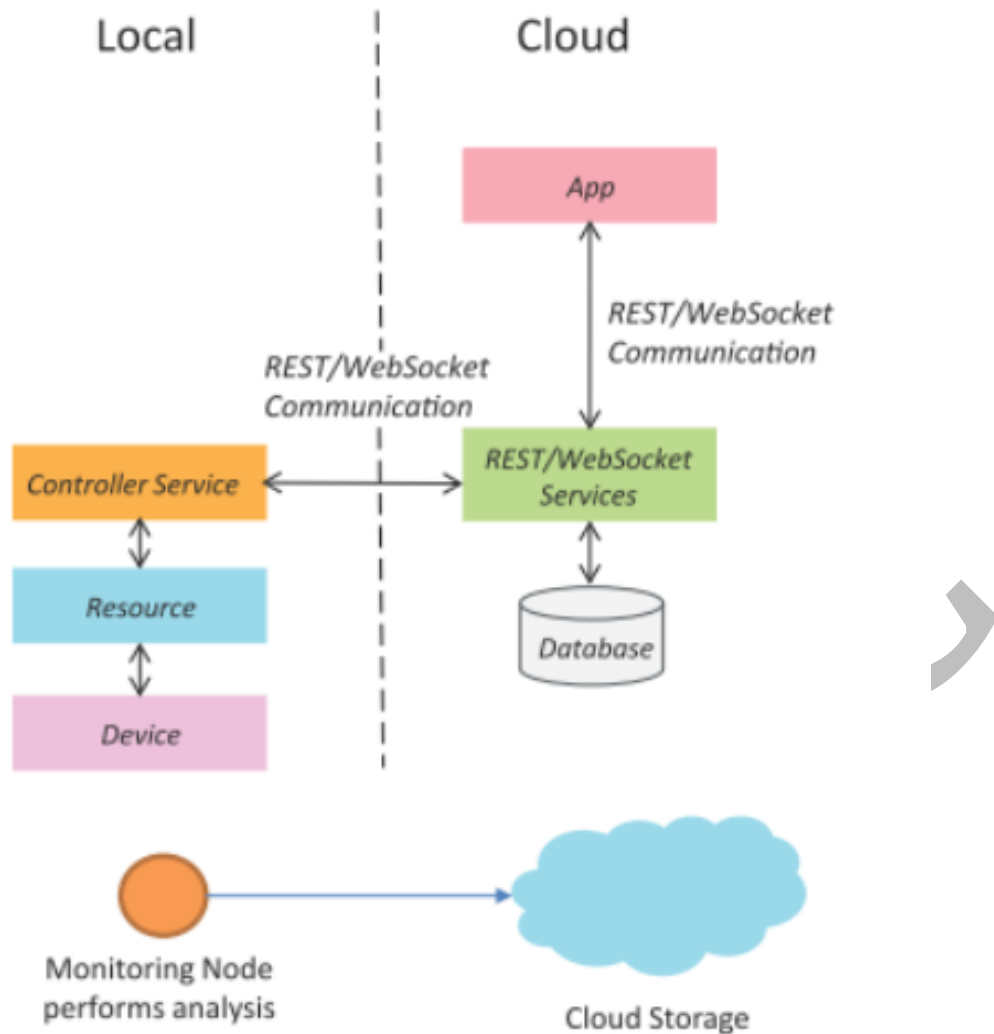 Local
Cloud
App
REST/WebSocket
Communication
REST/WebSocket
Communication
Controller Service
REST/WebSocket
Services
Resource
Database
Device
Monitoring Node
performs analysis
Cloud Storage